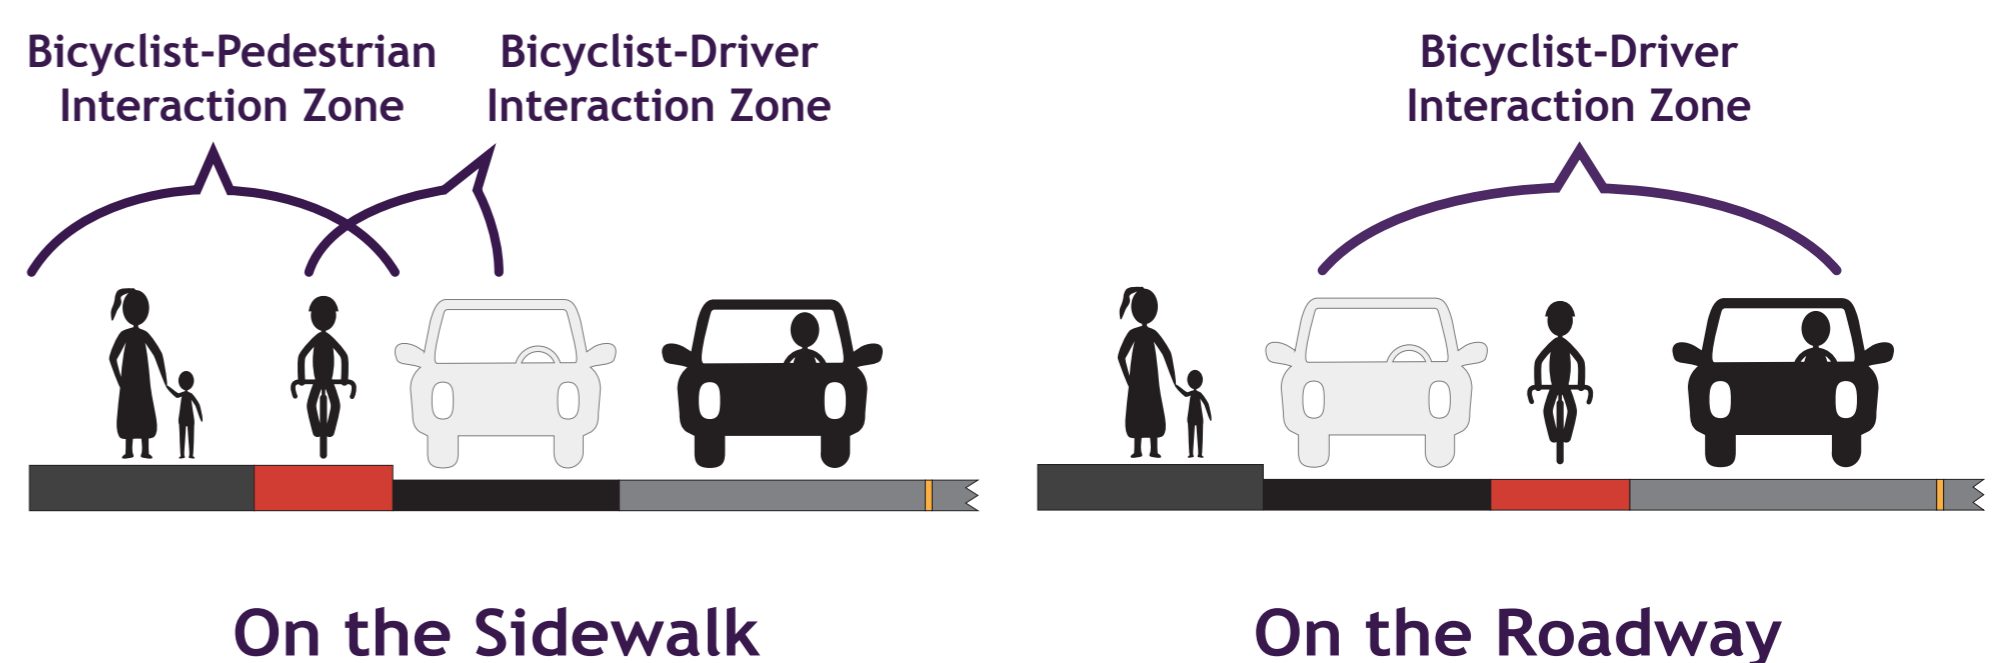 Bicyclist-Pedestrian
Interaction Zone
Bicyclist-Driver
Interaction Zone
Bicyclist-Driver
Interaction Zone
On the Sidewalk
On the Roadway